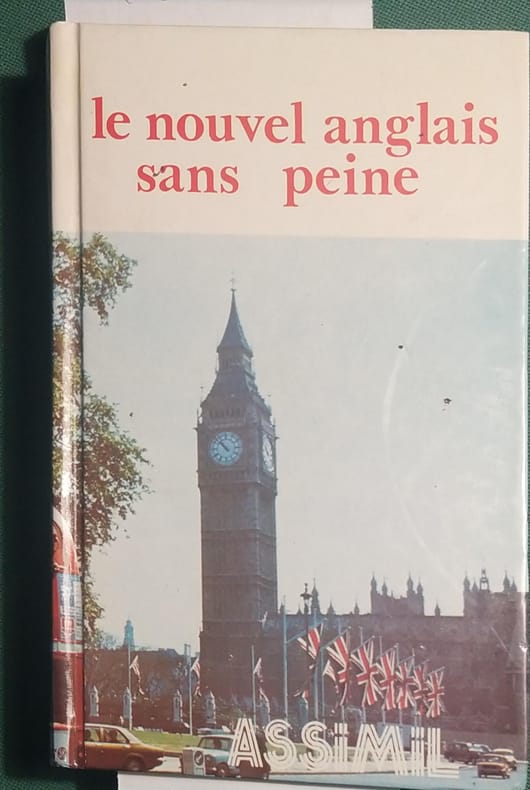 le nouvel anglais
sans peine
ASSiMiL